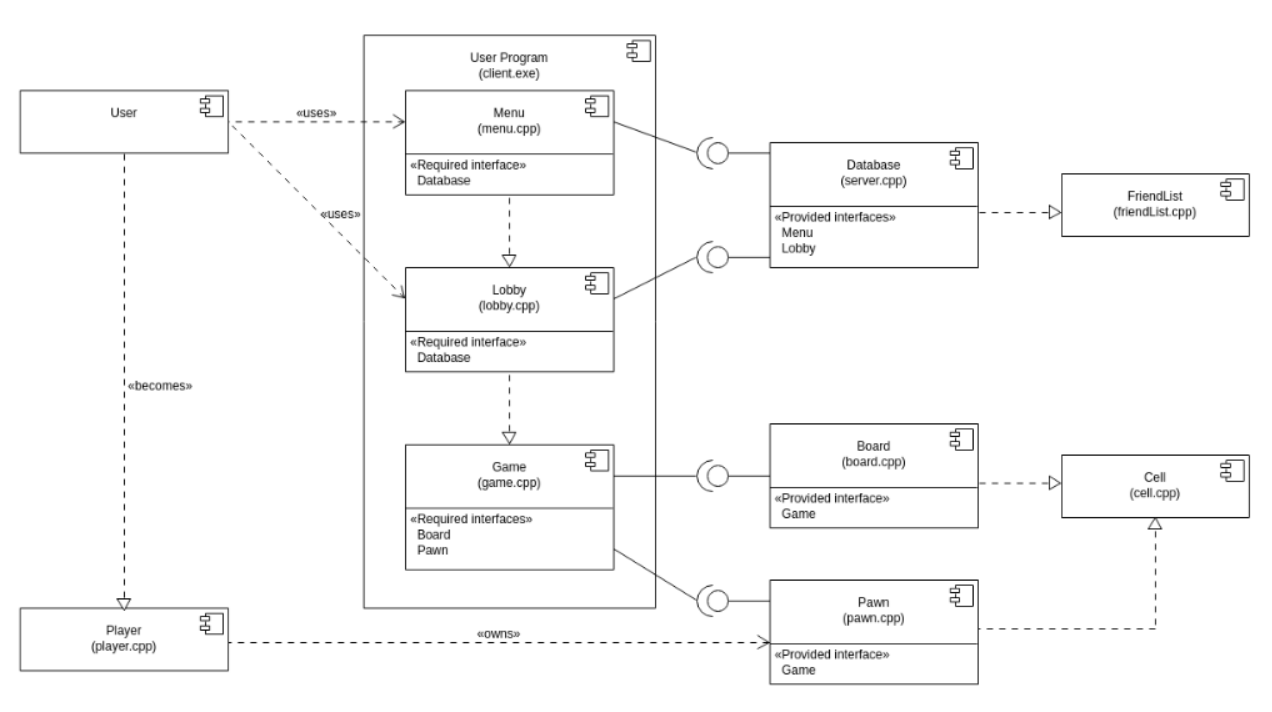 User Program
(client.exe)
User
«uses»
Menu
(menu.cpp)
«Required interface»
Database
Database
(server.cpp)
«Provided interfaces»
Menu
Lobby
FriendList
(friendList.cpp)
«uses»
Lobby
(lobby.cpp)
«Required interface»
Database
«becomes»
Game
(game.cpp)
«Required interfaces»
Board
Pawn
Board
(board.cpp)
«Provided interface»
Game
Cell
(cell.cpp)
Player
(player.cpp)
«owns»
Pawn
(pawn.cpp)
«Provided interface»
Game